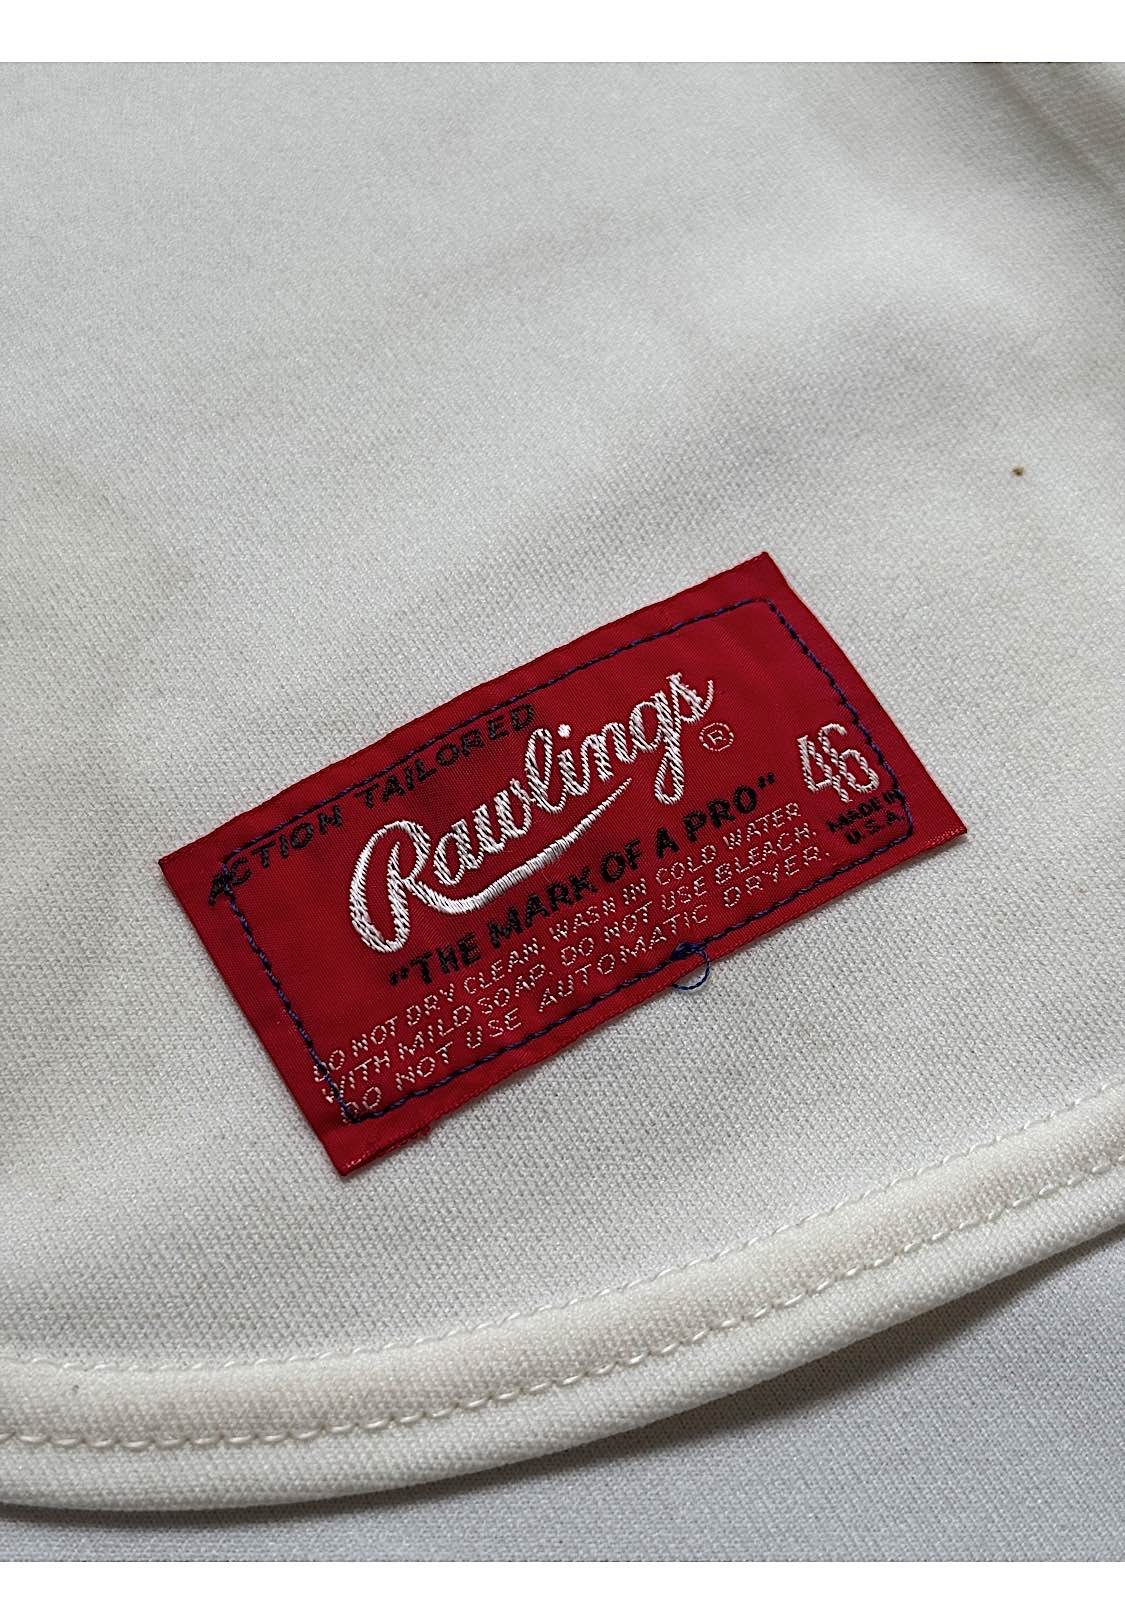 ACTION TAILORED
Rawlings ®
"THE MARK OF A PRO"
46
MADE IN
U.S.A.
DO NOT DRY CLEAN. WASH IN COLD WATER
WITH MILD SOAP. DO NOT USE BLEACH.
DO NOT USE AUTOMATIC DRYER.